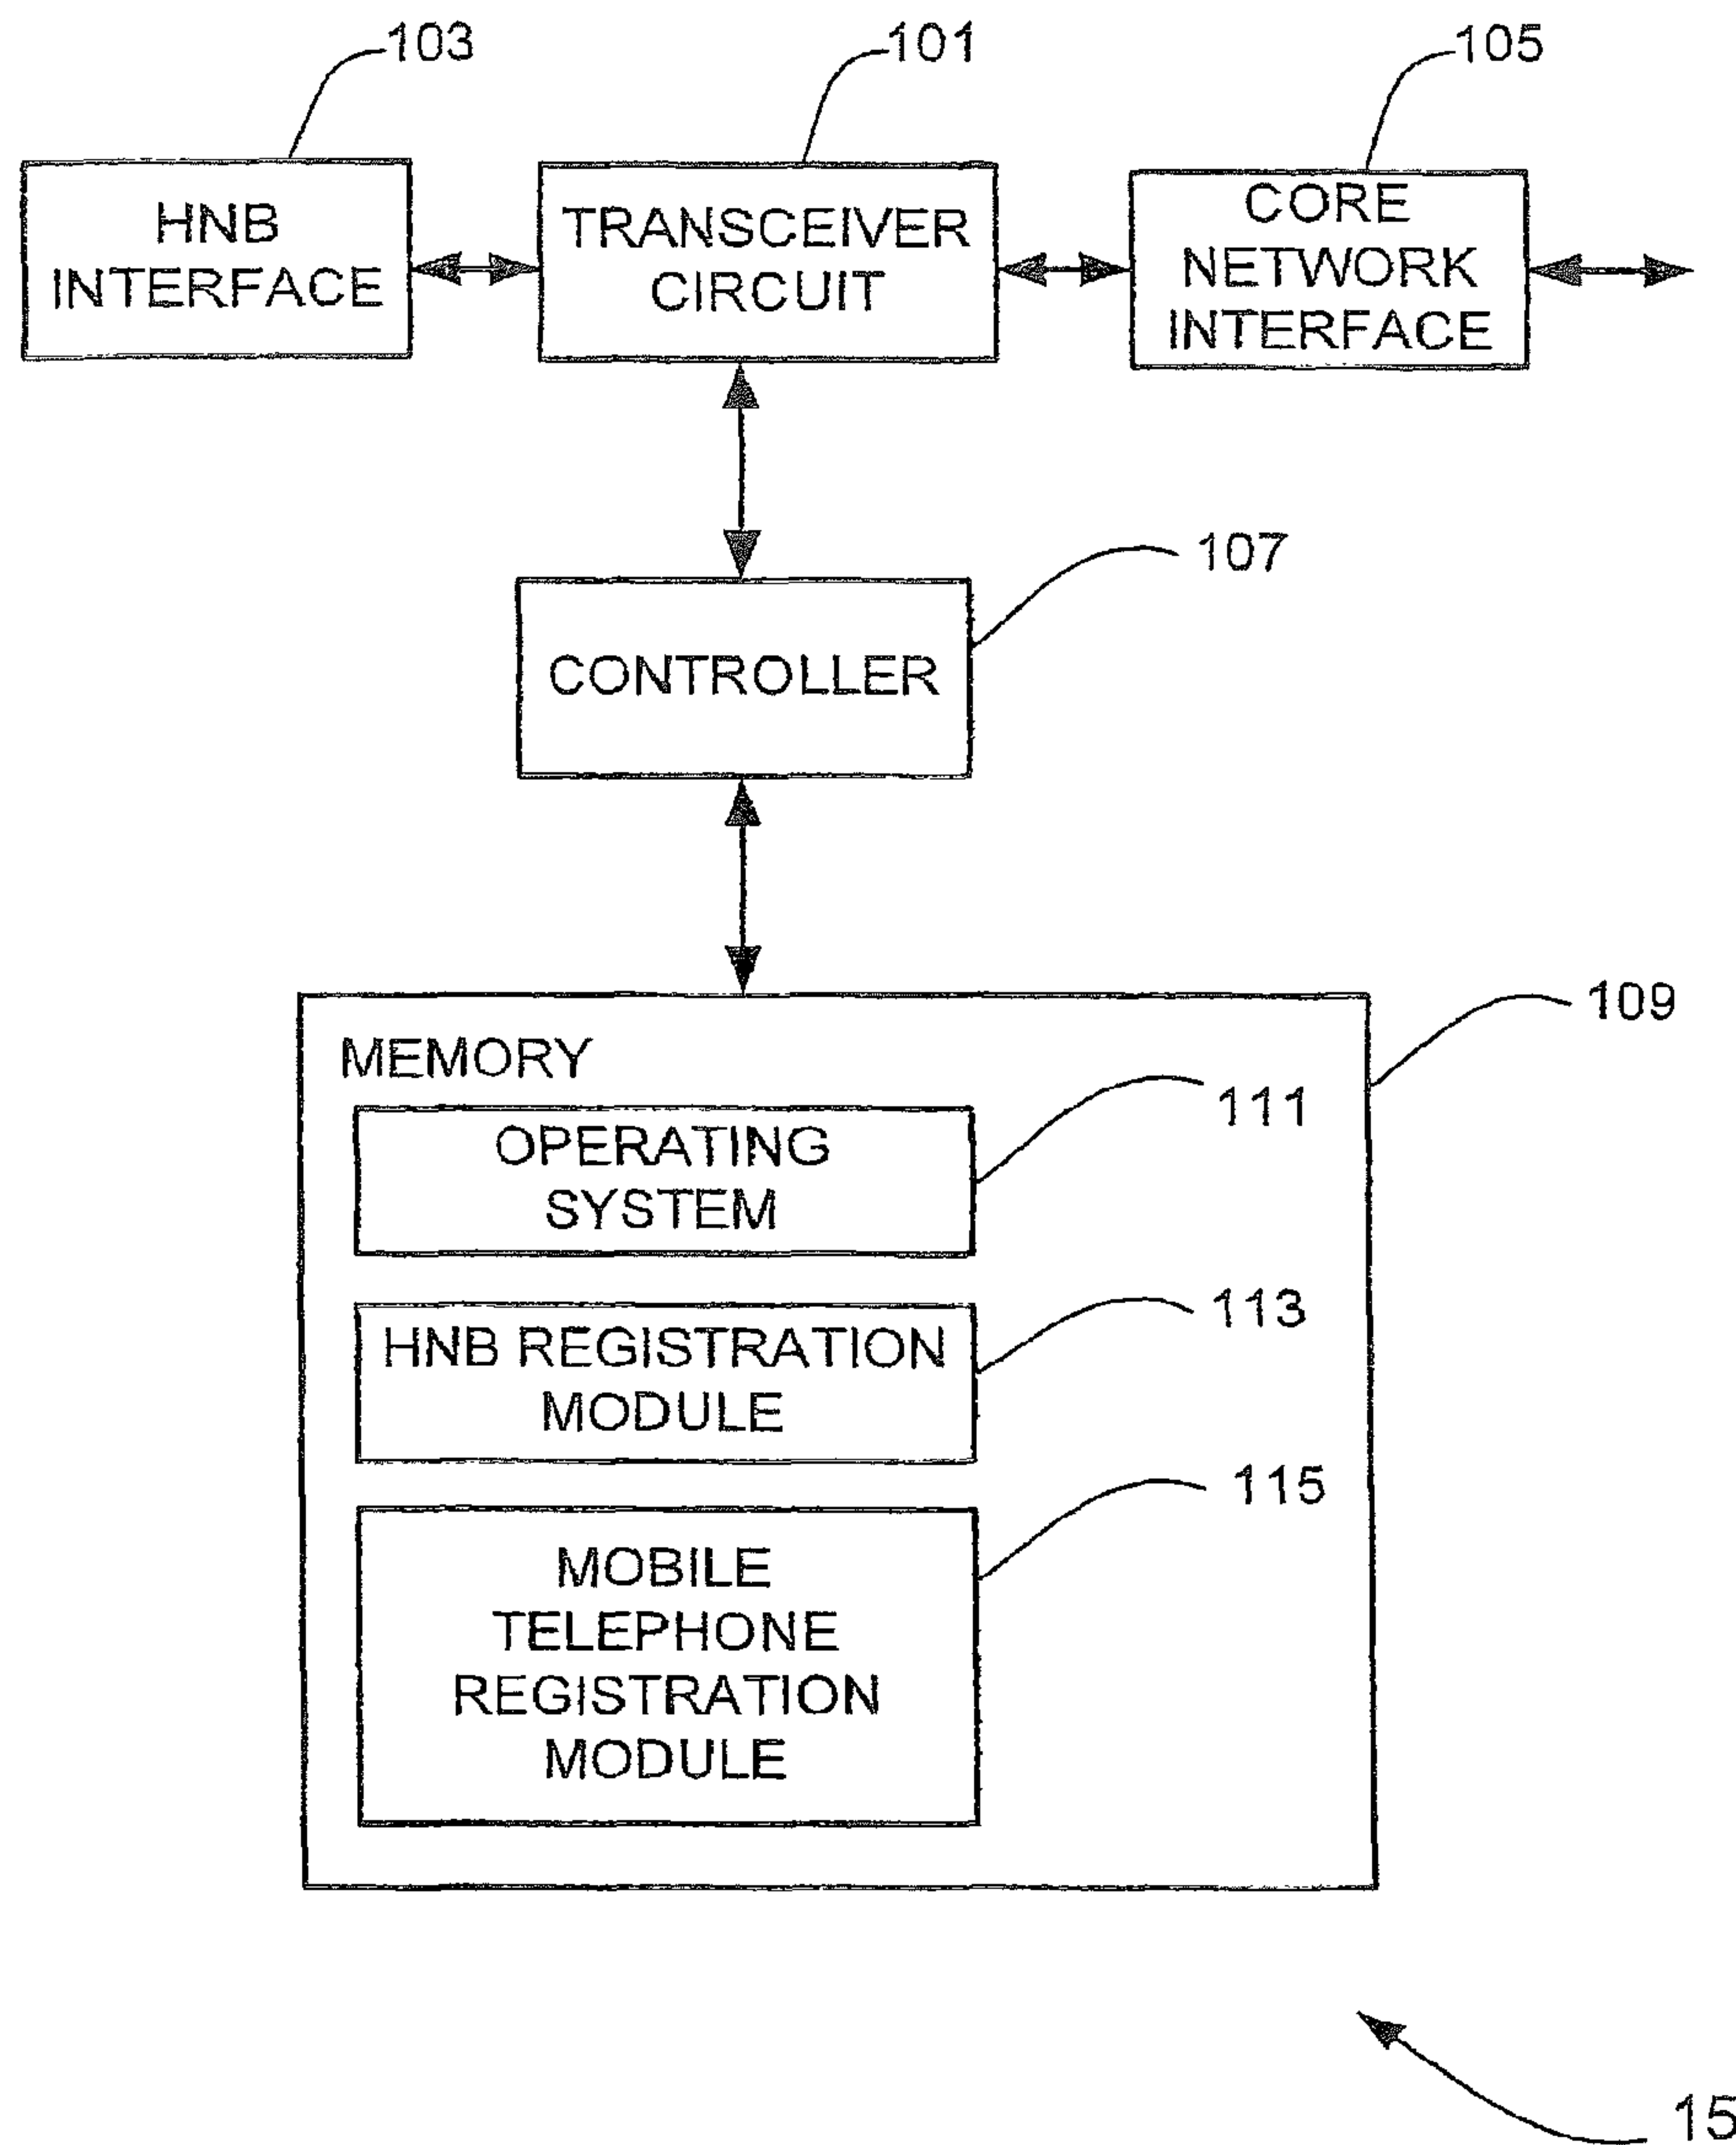 103
101
105
HNB
INTERFACE
TRANSCEIVER
CIRCUIT
CORE
NETWORK
INTERFACE
107
CONTROLLER
109
MEMORY
111
OPERATING
SYSTEM
113
HNB REGISTRATION
MODULE
115
MOBILE
TELEPHONE
REGISTRATION
MODULE
15